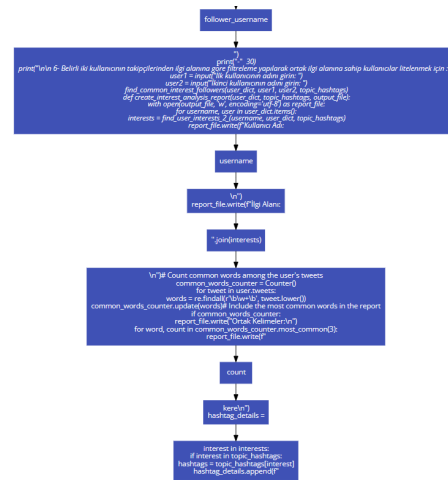 follower_username
")
print("-" 30)
print("\n\n 6- Belirli iki kullanıcının takipçilerinden ilgi alanına göre filtreleme yapılarak ortak ilgi alanına sahip kullanıcılar litelenmek için :
user1 = input("İlk kullanıcının adını girin: ")
user2 = input("İkinci kullanıcının adını girin: ")
find_common_interest_followers(user_dict, user1, user2, topic_hashtags)
def create_interest_analysis_report(user_dict, topic_hashtags, output_file):
with open(output_file, 'w', encoding='utf-8') as report_file:
for username, user in user_dict.items():
interests = find_user_interests_2_(username, user_dict, topic_hashtags)
report_file.write(f"Kullanıcı Adı:
username
\n")
report_file.write(f"İlgi Alanı:
".join(interests)
\n")# Count common words among the user's tweets
common_words_counter = Counter()
for tweet in user.tweets:
words = re.findall(r'\b\w+\b', tweet.lower())
common_words_counter.update(words)# Include the most common words in the report
if common_words_counter:
report_file.write("Ortak Kelimeler:\n")
for word, count in common_words_counter.most_common(3):
report_file.write(f"
count
kere\n")
hashtag_details =
interest in interests:
if interest in topic_hashtags:
hashtags = topic_hashtags[interest]
hashtag_details.append(f"